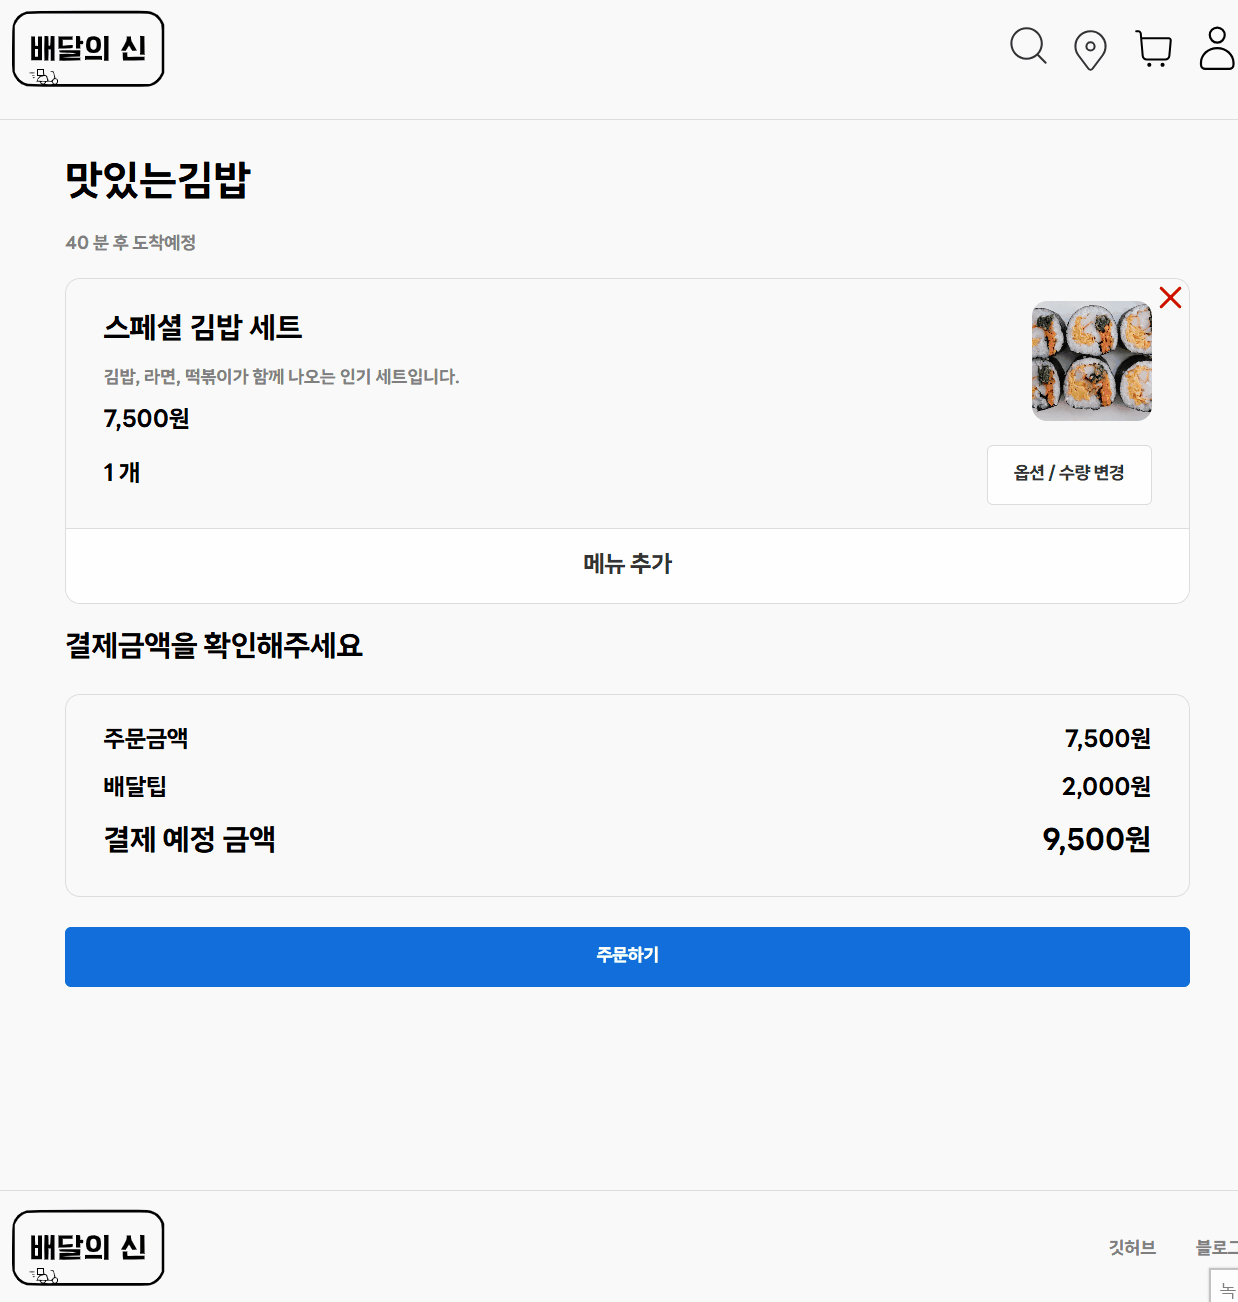 배달의 신
맛있는김밥
40 분 후 도착예정
스페셜 김밥 세트
김밥, 라면, 떡볶이가 함께 나오는 인기 세트입니다.
7,500원
1 개
옵션 / 수량 변경
메뉴 추가
결제금액을 확인해주세요
주문금액 7,500원
배달팁 2,000원
결제 예정 금액 9,500원
주문하기
배달의 신
깃허브 블로그
녹